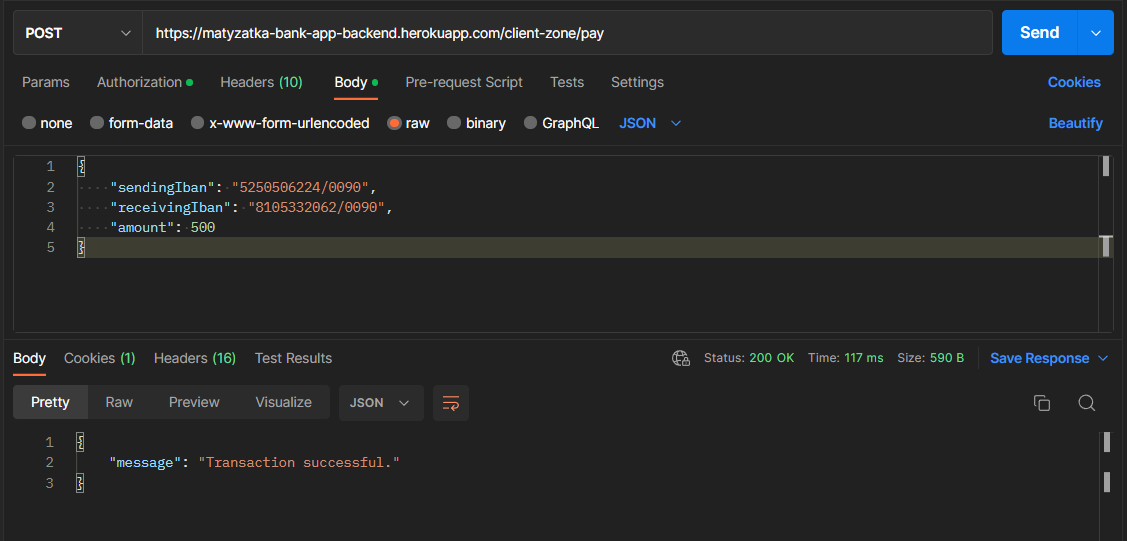 POST https://matyzatka-bank-app-backend.herokuapp.com/client-zone/pay Send
Params Authorization Headers (10) Body Pre-request Script Tests Settings Cookies
none form-data x-www-form-urlencoded raw binary GraphQL JSON Beautify
1 {
2 "sendingIban": "5250506224/0090",
3 "receivingIban": "8105332062/0090",
4 "amount": 500
5 }
Body Cookies (1) Headers (16) Test Results Status: 200 OK Time: 117 ms Size: 590 B Save Response
Pretty Raw Preview Visualize JSON
1 {
2 "message": "Transaction successful."
3 }